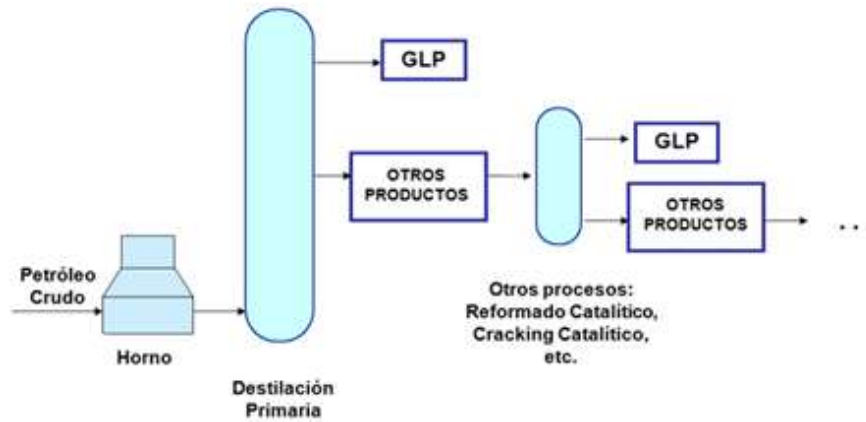 GLP
GLP
OTROS
PRODUCTOS
OTROS
PRODUCTOS
. .
Petróleo
Crudo
Otros procesos:
Reformado Catalítico,
Cracking Catalítico,
etc.
Horno
Destilación
Primaria